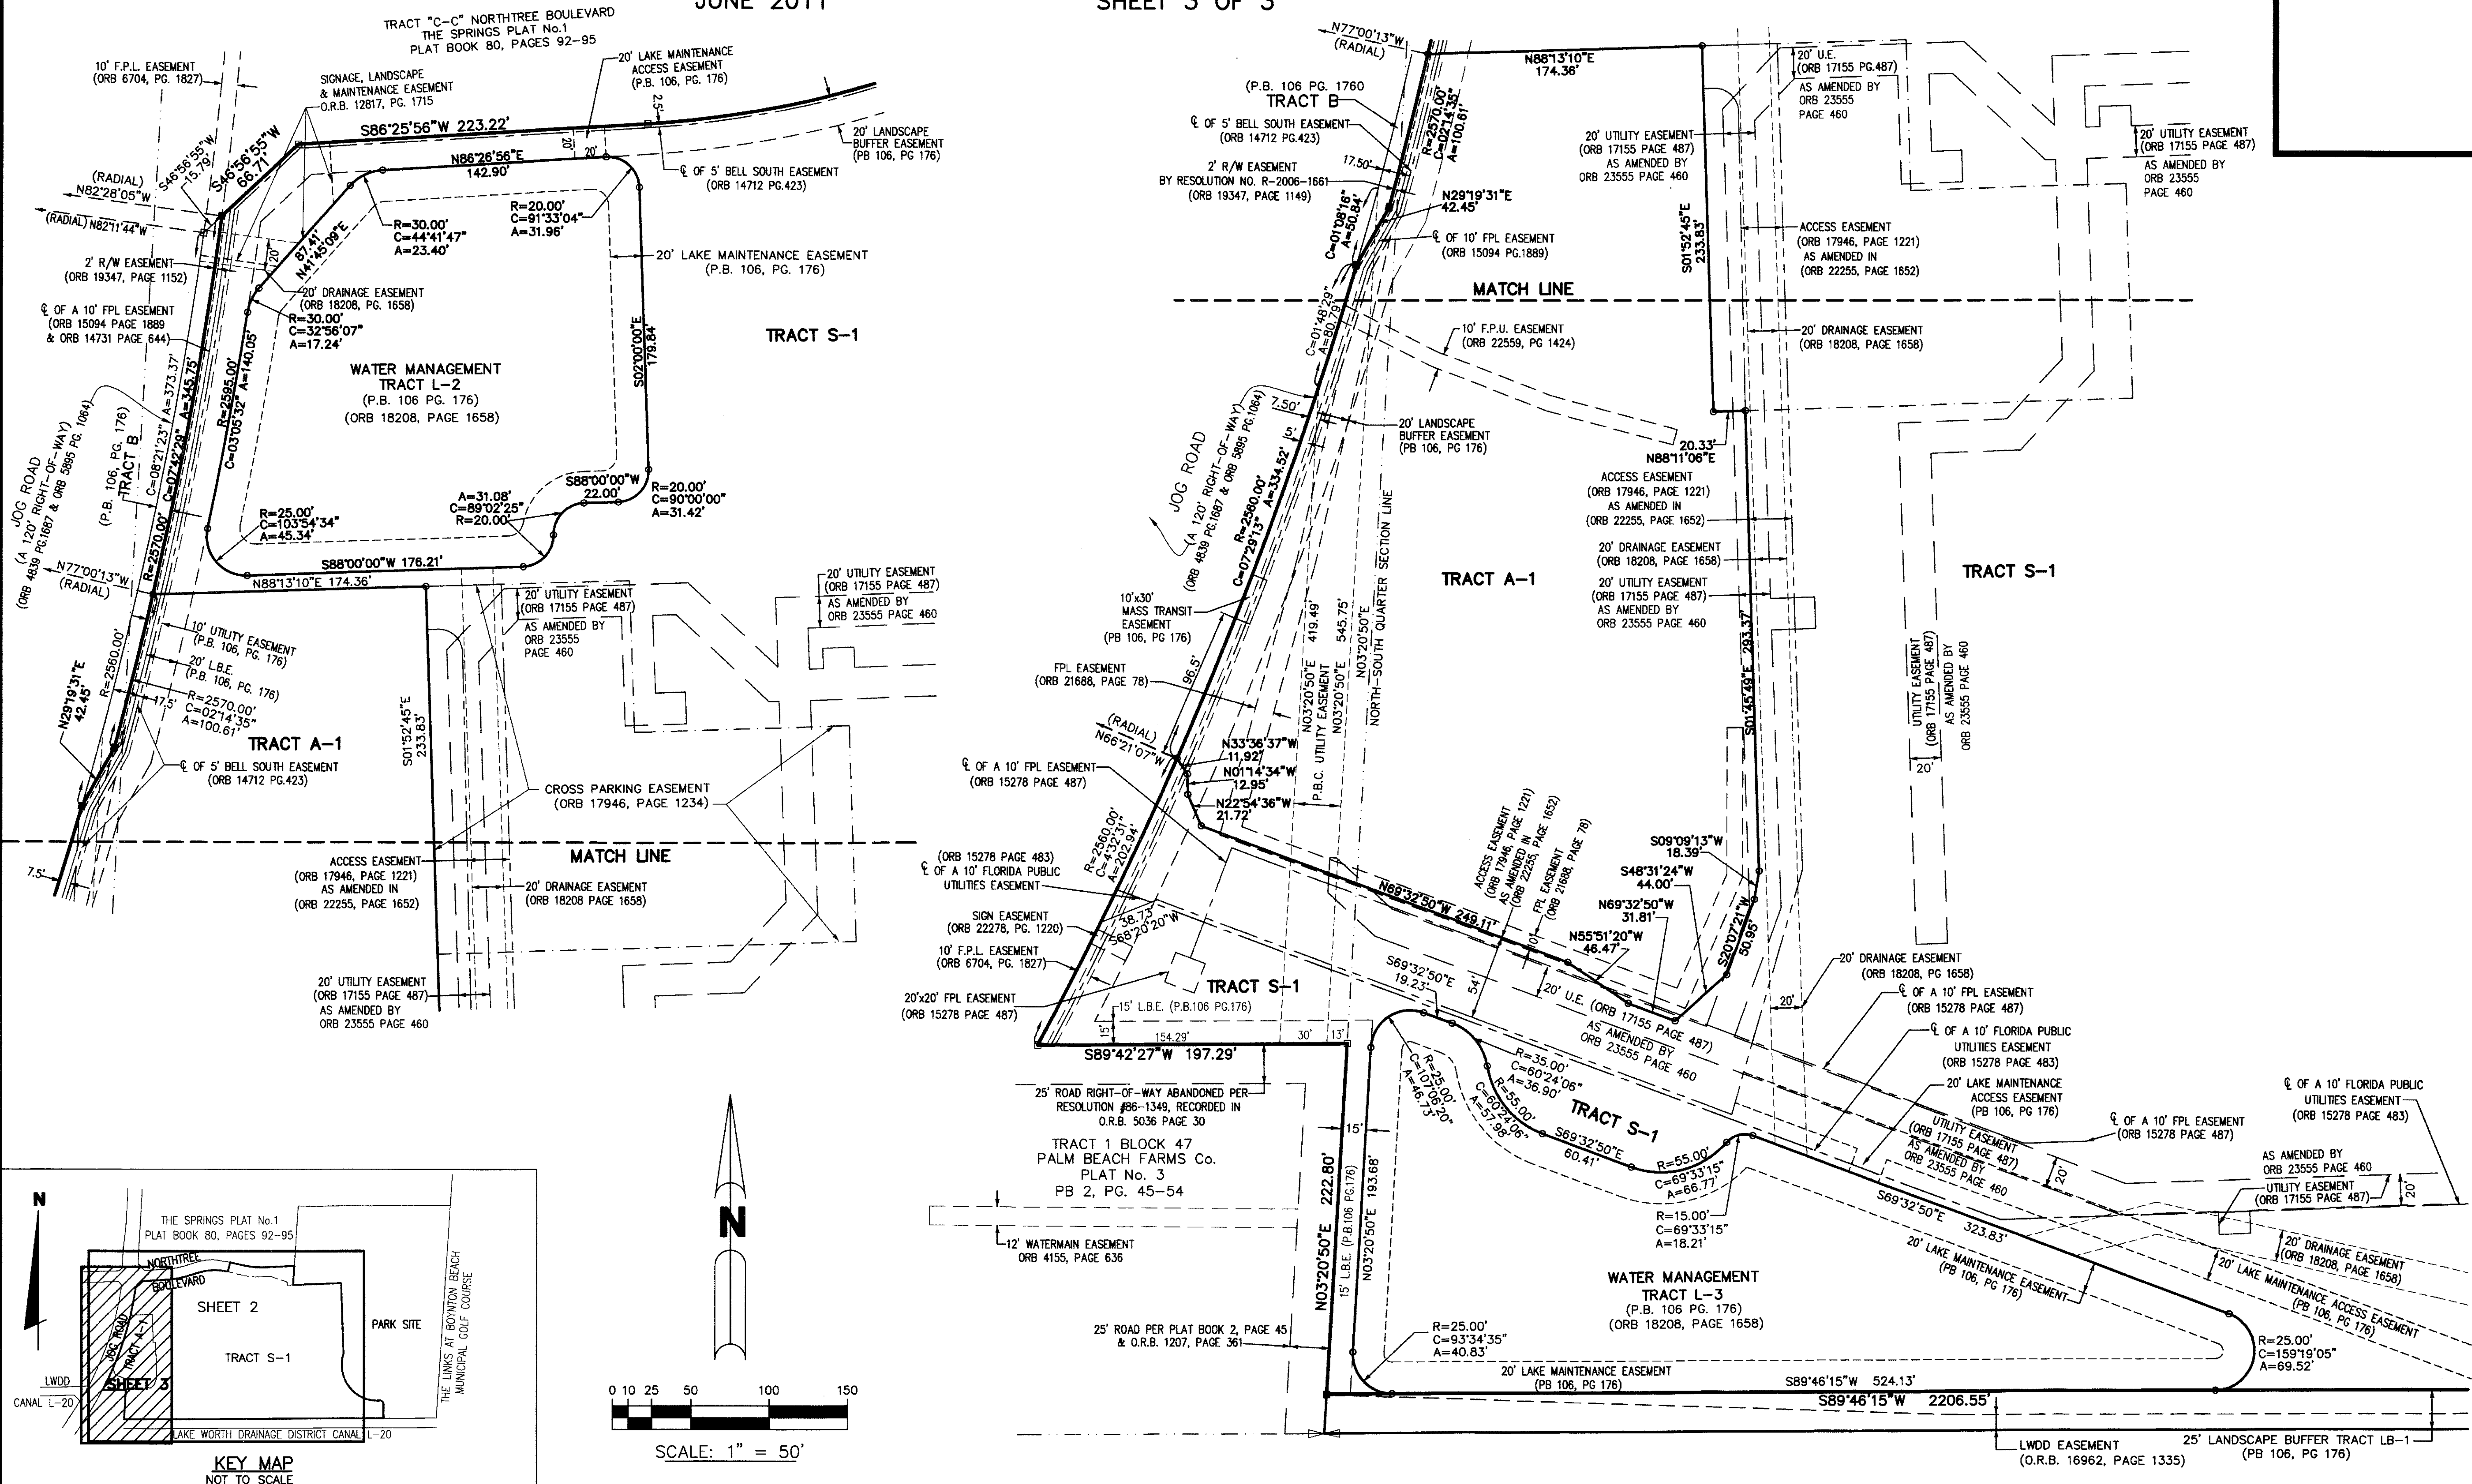 JUNE 2011
SHEET 3 OF 3
TRACT "C-C" NORTHTREE BOULEVARD
THE SPRINGS PLAT No.1
PLAT BOOK 80, PAGES 92-95
10' F.P.L. EASEMENT
(ORB 6704, PG. 1827)
SIGNAGE, LANDSCAPE
& MAINTENANCE EASEMENT
O.R.B. 12817, PG. 1715
20' LAKE MAINTENANCE
ACCESS EASEMENT
(P.B. 106, PG. 176)
2.5'
S86°25'56"W 223.22'
20'
20'
20' LANDSCAPE
BUFFER EASEMENT
(PB 106, PG 176)
℄ OF 5' BELL SOUTH EASEMENT
(ORB 14712 PG.423)
S46°56'55"W
15.79'
S46°56'55"W
66.71'
(RADIAL)
N82°28'05"W
(RADIAL) N82°11'44"W
N86°26'56"E
142.90'
R=20.00'
C=91°33'04"
A=31.96'
R=30.00'
C=44°41'47"
A=23.40'
87.41'
N41°45'09"E
20'
20' LAKE MAINTENANCE EASEMENT
(P.B. 106, PG. 176)
2' R/W EASEMENT
(ORB 19347, PAGE 1152)
20' DRAINAGE EASEMENT
(ORB 18208, PG. 1658)
R=30.00'
C=32°56'07"
A=17.24'
℄ OF A 10' FPL EASEMENT
(ORB 15094 PAGE 1889
& ORB 14731 PAGE 644)
TRACT S-1
WATER MANAGEMENT
TRACT L-2
(P.B. 106 PG. 176)
(ORB 18208, PAGE 1658)
S02°00'00"E
179.84'
R=2595.00'
C=03°05'32" A=140.05'
C=08°21'23" A=373.37'
R=2570.00' C=07°42'29" A=345.75'
JOG ROAD
(A 120' RIGHT-OF-WAY)
(ORB 4839 PG.1687 & ORB 5895 PG. 1064)
(P.B. 106, PG. 176)
TRACT B
R=25.00'
C=103°54'34"
A=45.34'
A=31.08'
C=89°02'25"
R=20.00'
S88°00'00"W
22.00'
R=20.00'
C=90°00'00"
A=31.42'
S88°00'00"W 176.21'
N88°13'10"E 174.36'
N77°00'13"W
(RADIAL)
20' UTILITY EASEMENT
(ORB 17155 PAGE 487)
AS AMENDED BY
ORB 23555
PAGE 460
20' UTILITY EASEMENT
(ORB 17155 PAGE 487)
AS AMENDED BY
ORB 23555 PAGE 460
10' UTILITY EASEMENT
(P.B. 106, PG. 176)
20' L.B.E.
(P.B. 106, PG. 176)
R=2560.00'
17.5'
R=2570.00'
C=02°14'35"
A=100.61'
N29°19'31"E
42.45'
TRACT A-1
S01°52'45"E
233.83'
℄ OF 5' BELL SOUTH EASEMENT
(ORB 14712 PG.423)
CROSS PARKING EASEMENT
(ORB 17946, PAGE 1234)
MATCH LINE
7.5'
ACCESS EASEMENT
(ORB 17946, PAGE 1221)
AS AMENDED IN
(ORB 22255, PAGE 1652)
20' DRAINAGE EASEMENT
(ORB 18208 PAGE 1658)
20' UTILITY EASEMENT
(ORB 17155 PAGE 487)
AS AMENDED BY
ORB 23555 PAGE 460
N
THE SPRINGS PLAT No.1
PLAT BOOK 80, PAGES 92-95
NORTHTREE
BOULEVARD
SHEET 2
PARK SITE
THE LINKS AT BOYNTON BEACH
MUNICIPAL GOLF COURSE
JOG ROAD
TRACT A-1
TRACT S-1
SHEET 3
LWDD
CANAL L-20
LAKE WORTH DRAINAGE DISTRICT CANAL L-20
KEY MAP
NOT TO SCALE
N
0 10 25 50 100 150
SCALE: 1" = 50'
N77°00'13"W
(RADIAL)
N88°13'10"E
174.36'
(P.B. 106 PG. 1760
TRACT B
℄ OF 5' BELL SOUTH EASEMENT
(ORB 14712 PG.423)
17.50'
2' R/W EASEMENT
BY RESOLUTION NO. R-2006-1661
(ORB 19347, PAGE 1149)
R=2570.00'
C=02°14'35"
A=100.61'
N29°19'31"E
42.45'
C=01°08'16"
A=50.84'
℄ OF 10' FPL EASEMENT
(ORB 15094 PG.1889)
20' U.E.
(ORB 17155 PG.487)
AS AMENDED BY
ORB 23555
PAGE 460
20' UTILITY EASEMENT
(ORB 17155 PAGE 487)
AS AMENDED BY
ORB 23555 PAGE 460
20' UTILITY EASEMENT
(ORB 17155 PAGE 487)
AS AMENDED BY
ORB 23555
PAGE 460
S01°52'45"E
233.83'
ACCESS EASEMENT
(ORB 17946, PAGE 1221)
AS AMENDED IN
(ORB 22255, PAGE 1652)
MATCH LINE
10' F.P.U. EASEMENT
(ORB 22559, PG 1424)
20' DRAINAGE EASEMENT
(ORB 18208, PAGE 1658)
C=01°48'29"
A=80.79'
JOG ROAD
(A 120' RIGHT-OF-WAY)
(ORB 4839 PG.1687 & ORB 5895 PG.1064)
7.50'
5'
20' LANDSCAPE
BUFFER EASEMENT
(PB 106, PG 176)
20.33'
N88°11'06"E
ACCESS EASEMENT
(ORB 17946, PAGE 1221)
AS AMENDED IN
(ORB 22255, PAGE 1652)
20' DRAINAGE EASEMENT
(ORB 18208, PAGE 1658)
20' UTILITY EASEMENT
(ORB 17155 PAGE 487)
AS AMENDED BY
ORB 23555 PAGE 460
R=2560.00'
C=07°29'13" A=334.52'
TRACT A-1
TRACT S-1
S01°45'49"E 293.37'
UTILITY EASEMENT
(ORB 17155 PAGE 487)
AS AMENDED BY
ORB 23555 PAGE 460
20'
10'x30'
MASS TRANSIT
EASEMENT
(PB 106, PG 176)
96.5'
N03°20'50"E 419.49'
P.B.C. UTILITY EASEMENT
N03°20'50"E 545.75'
N03°20'50"E
NORTH-SOUTH QUARTER SECTION LINE
FPL EASEMENT
(ORB 21688, PAGE 78)
(RADIAL)
N66°21'07"W
N33°36'37"W
11.92'
N01°14'34"W
12.95'
N22°54'36"W
21.72'
℄ OF A 10' FPL EASEMENT
(ORB 15278 PAGE 487)
R=2560.00'
C=4°32'31"
A=202.94'
(ORB 15278 PAGE 483)
℄ OF A 10' FLORIDA PUBLIC
UTILITIES EASEMENT
SIGN EASEMENT
(ORB 22278, PG. 1220)
38.73'
S68°20'20"W
10' F.P.L. EASEMENT
(ORB 6704, PG. 1827)
20'x20' FPL EASEMENT
(ORB 15278 PAGE 487)
N69°32'50"W 249.11'
ACCESS EASEMENT
(ORB 17946, PAGE 1221)
AS AMENDED IN
(ORB 22255, PAGE 1652)
FPL EASEMENT
(ORB 21688, PAGE 78)
10'
S09°09'13"W
18.39'
S48°31'24"W
44.00'
N69°32'50"W
31.81'
N55°51'20"W
46.47'
S20°07'21"W
50.95'
TRACT S-1
S69°32'50"E
19.23'
54'
20' U.E. (ORB 17155 PAGE 487)
AS AMENDED BY
ORB 23555 PAGE 460
15' L.B.E. (P.B.106 PG.176)
15'
154.29'
30'
13'
S89°42'27"W 197.29'
20'
20' DRAINAGE EASEMENT
(ORB 18208, PG 1658)
℄ OF A 10' FPL EASEMENT
(ORB 15278 PAGE 487)
℄ OF A 10' FLORIDA PUBLIC
UTILITIES EASEMENT
(ORB 15278 PAGE 483)
20' LAKE MAINTENANCE
ACCESS EASEMENT
(PB 106, PG 176)
25' ROAD RIGHT-OF-WAY ABANDONED PER
RESOLUTION #86-1349, RECORDED IN
O.R.B. 5036 PAGE 30
TRACT 1 BLOCK 47
PALM BEACH FARMS Co.
PLAT No. 3
PB 2, PG. 45-54
12' WATERMAIN EASEMENT
ORB 4155, PAGE 636
25' ROAD PER PLAT BOOK 2, PAGE 45
& O.R.B. 1207, PAGE 361
15'
N03°20'50"E 222.80'
15' L.B.E. (P.B.106 PG.176)
N03°20'50"E 193.68'
R=25.00'
C=107°06'20"
A=46.73'
R=35.00'
C=60°24'06"
A=36.90'
R=55.00'
C=60°24'06"
A=57.98'
TRACT S-1
S69°32'50"E
60.41'
R=55.00'
C=69°33'15"
A=66.77'
R=15.00'
C=69°33'15"
A=18.21'
UTILITY EASEMENT
(ORB 17155 PAGE 487)
AS AMENDED BY
ORB 23555 PAGE 460
20'
℄ OF A 10' FPL EASEMENT
(ORB 15278 PAGE 487)
℄ OF A 10' FLORIDA PUBLIC
UTILITIES EASEMENT
(ORB 15278 PAGE 483)
AS AMENDED BY
ORB 23555 PAGE 460
UTILITY EASEMENT
(ORB 17155 PAGE 487)
20'
S69°32'50"E 323.83'
20' LAKE MAINTENANCE EASEMENT
(PB 106, PG 176)
20' DRAINAGE EASEMENT
(ORB 18208, PAGE 1658)
20' LAKE MAINTENANCE ACCESS EASEMENT
(PB 106, PG 176)
WATER MANAGEMENT
TRACT L-3
(P.B. 106 PG. 176)
(ORB 18208, PAGE 1658)
R=25.00'
C=93°34'35"
A=40.83'
R=25.00'
C=159°19'05"
A=69.52'
20' LAKE MAINTENANCE EASEMENT
(PB 106, PG 176)
S89°46'15"W 524.13'
S89°46'15"W 2206.55'
LWDD EASEMENT
(O.R.B. 16962, PAGE 1335)
25' LANDSCAPE BUFFER TRACT LB-1
(PB 106, PG 176)